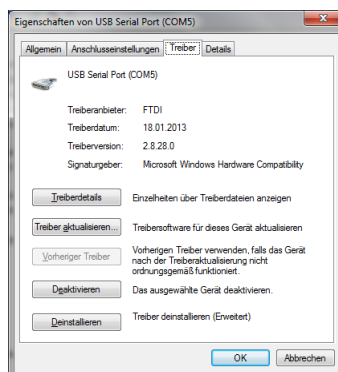 Eigenschaften von USB Serial Port (COM5)
Allgemein Anschlusseinstellungen Treiber Details
USB Serial Port (COM5)
Treiberanbieter: FTDI
Treiberdatum: 18.01.2013
Treiberversion: 2.8.28.0
Signaturgeber: Microsoft Windows Hardware Compatibility
Treiberdetails Einzelheiten über Treiberdateien anzeigen
Treiber aktualisieren... Treibersoftware für dieses Gerät aktualisieren
Vorheriger Treiber Vorherigen Treiber verwenden, falls das Gerät
nach der Treiberaktualisierung nicht
ordnungsgemäß funktioniert.
Deaktivieren Das ausgewählte Gerät deaktivieren.
Deinstallieren Treiber deinstallieren (Erweitert)
OK Abbrechen